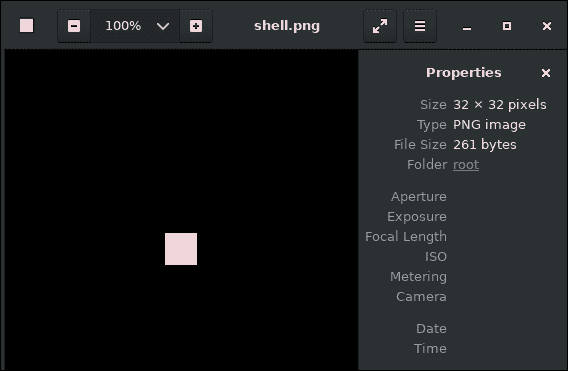 100%
shell.png
Properties
Size 32 × 32 pixels
Type PNG image
File Size 261 bytes
Folder root
Aperture
Exposure
Focal Length
ISO
Metering
Camera
Date
Time